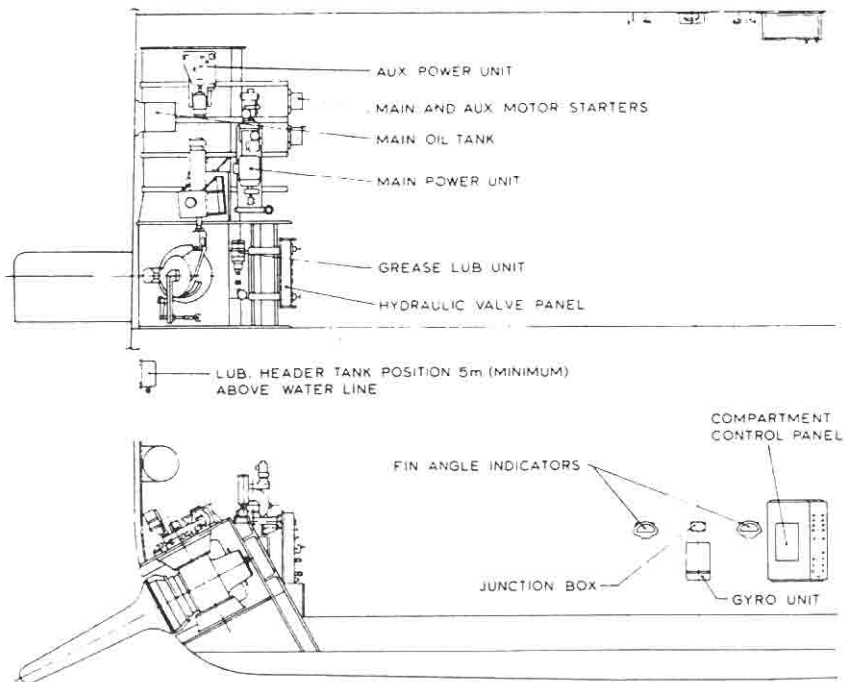 AUX POWER UNIT
MAIN AND AUX MOTOR STARTERS
MAIN OIL TANK
MAIN POWER UNIT
GREASE LUB UNIT
HYDRAULIC VALVE PANEL
LUB. HEADER TANK POSITION 5m.(MINIMUM)
ABOVE WATER LINE
COMPARTMENT
CONTROL PANEL
FIN ANGLE INDICATORS
JUNCTION BOX
GYRO UNIT